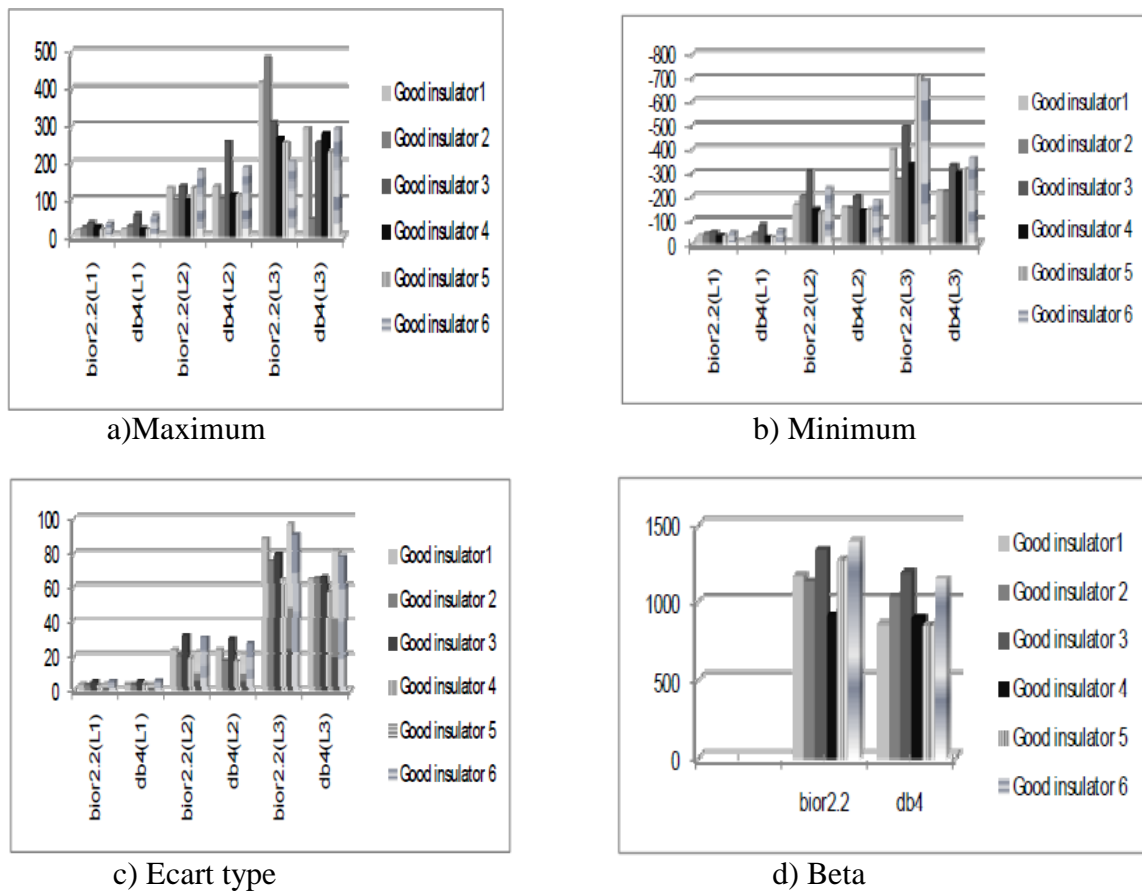 500
400
300
200
100
0
bior2.2(L1)
db4(L1)
bior2.2(L2)
db4(L2)
bior2.2(L3)
db4(L3)
Good insulator1
Good insulator 2
Good insulator 3
Good insulator 4
Good insulator 5
Good insulator 6
a)Maximum
-800
-700
-600
-500
-400
-300
-200
-100
0
bior2.2(L1)
db4(L1)
bior2.2(L2)
db4(L2)
bior2.2(L3)
db4(L3)
Good insulator1
Good insulator 2
Good insulator 3
Good insulator 4
Good insulator 5
Good insulator 6
b) Minimum
100
80
60
40
20
0
bior2.2(L1)
db4(L1)
bior2.2(L2)
db4(L2)
bior2.2(L3)
db4(L3)
Good insulator1
Good insulator 2
Good insulator 3
Good insulator 4
Good insulator 5
Good insulator 6
c) Ecart type
1500
1000
500
0
bior2.2
db4
Good insulator1
Good insulator 2
Good insulator 3
Good insulator 4
Good insulator 5
Good insulator 6
d) Beta